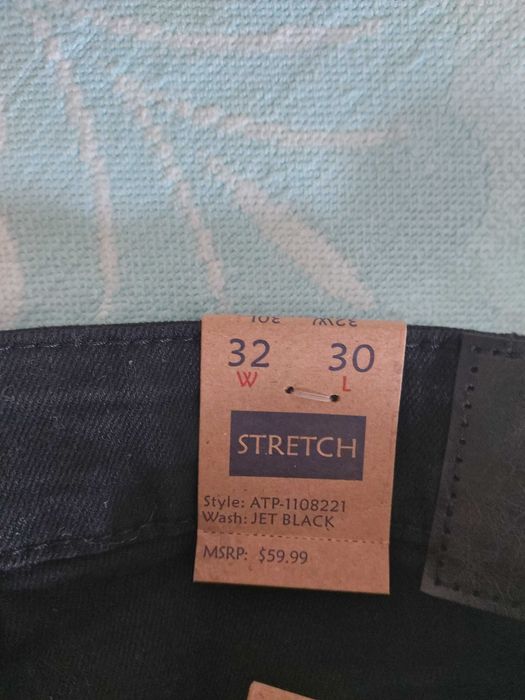 32 30
W L
STRETCH
Style: ATP-1108221
Wash: JET BLACK
MSRP: $59.99